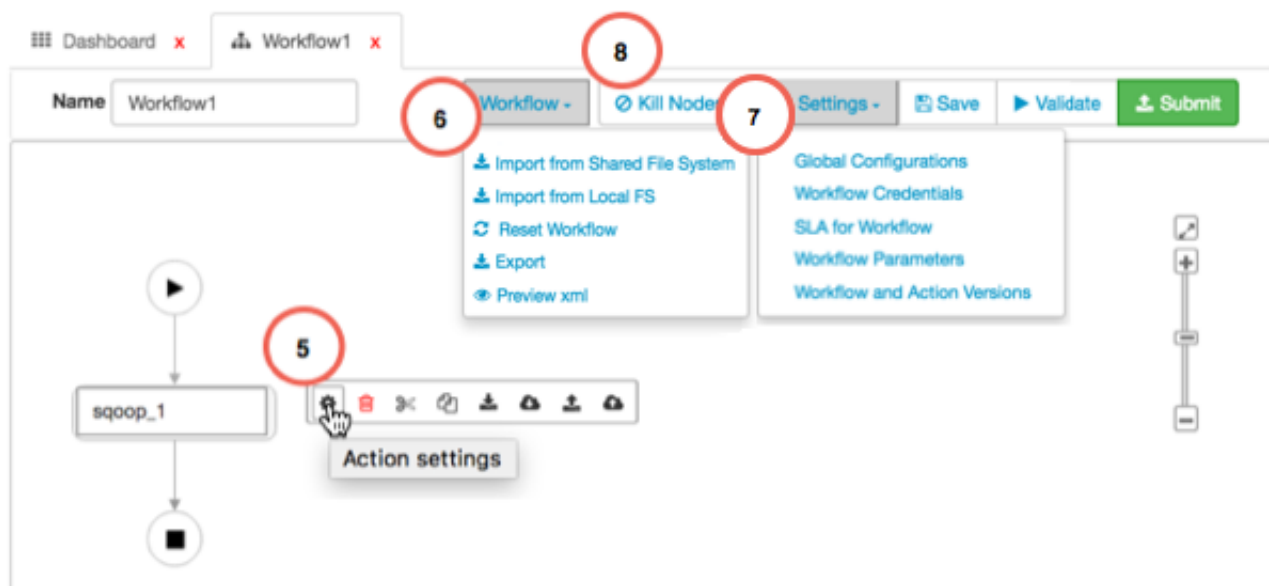 Dashboard x Workflow1 x
8
Name Workflow1 Workflow Kill Node Settings Save Validate Submit
6 7
Import from Shared File System
Import from Local FS
Reset Workflow
Export
Preview xml
Global Configurations
Workflow Credentials
SLA for Workflow
Workflow Parameters
Workflow and Action Versions
5
sqoop_1
Action settings